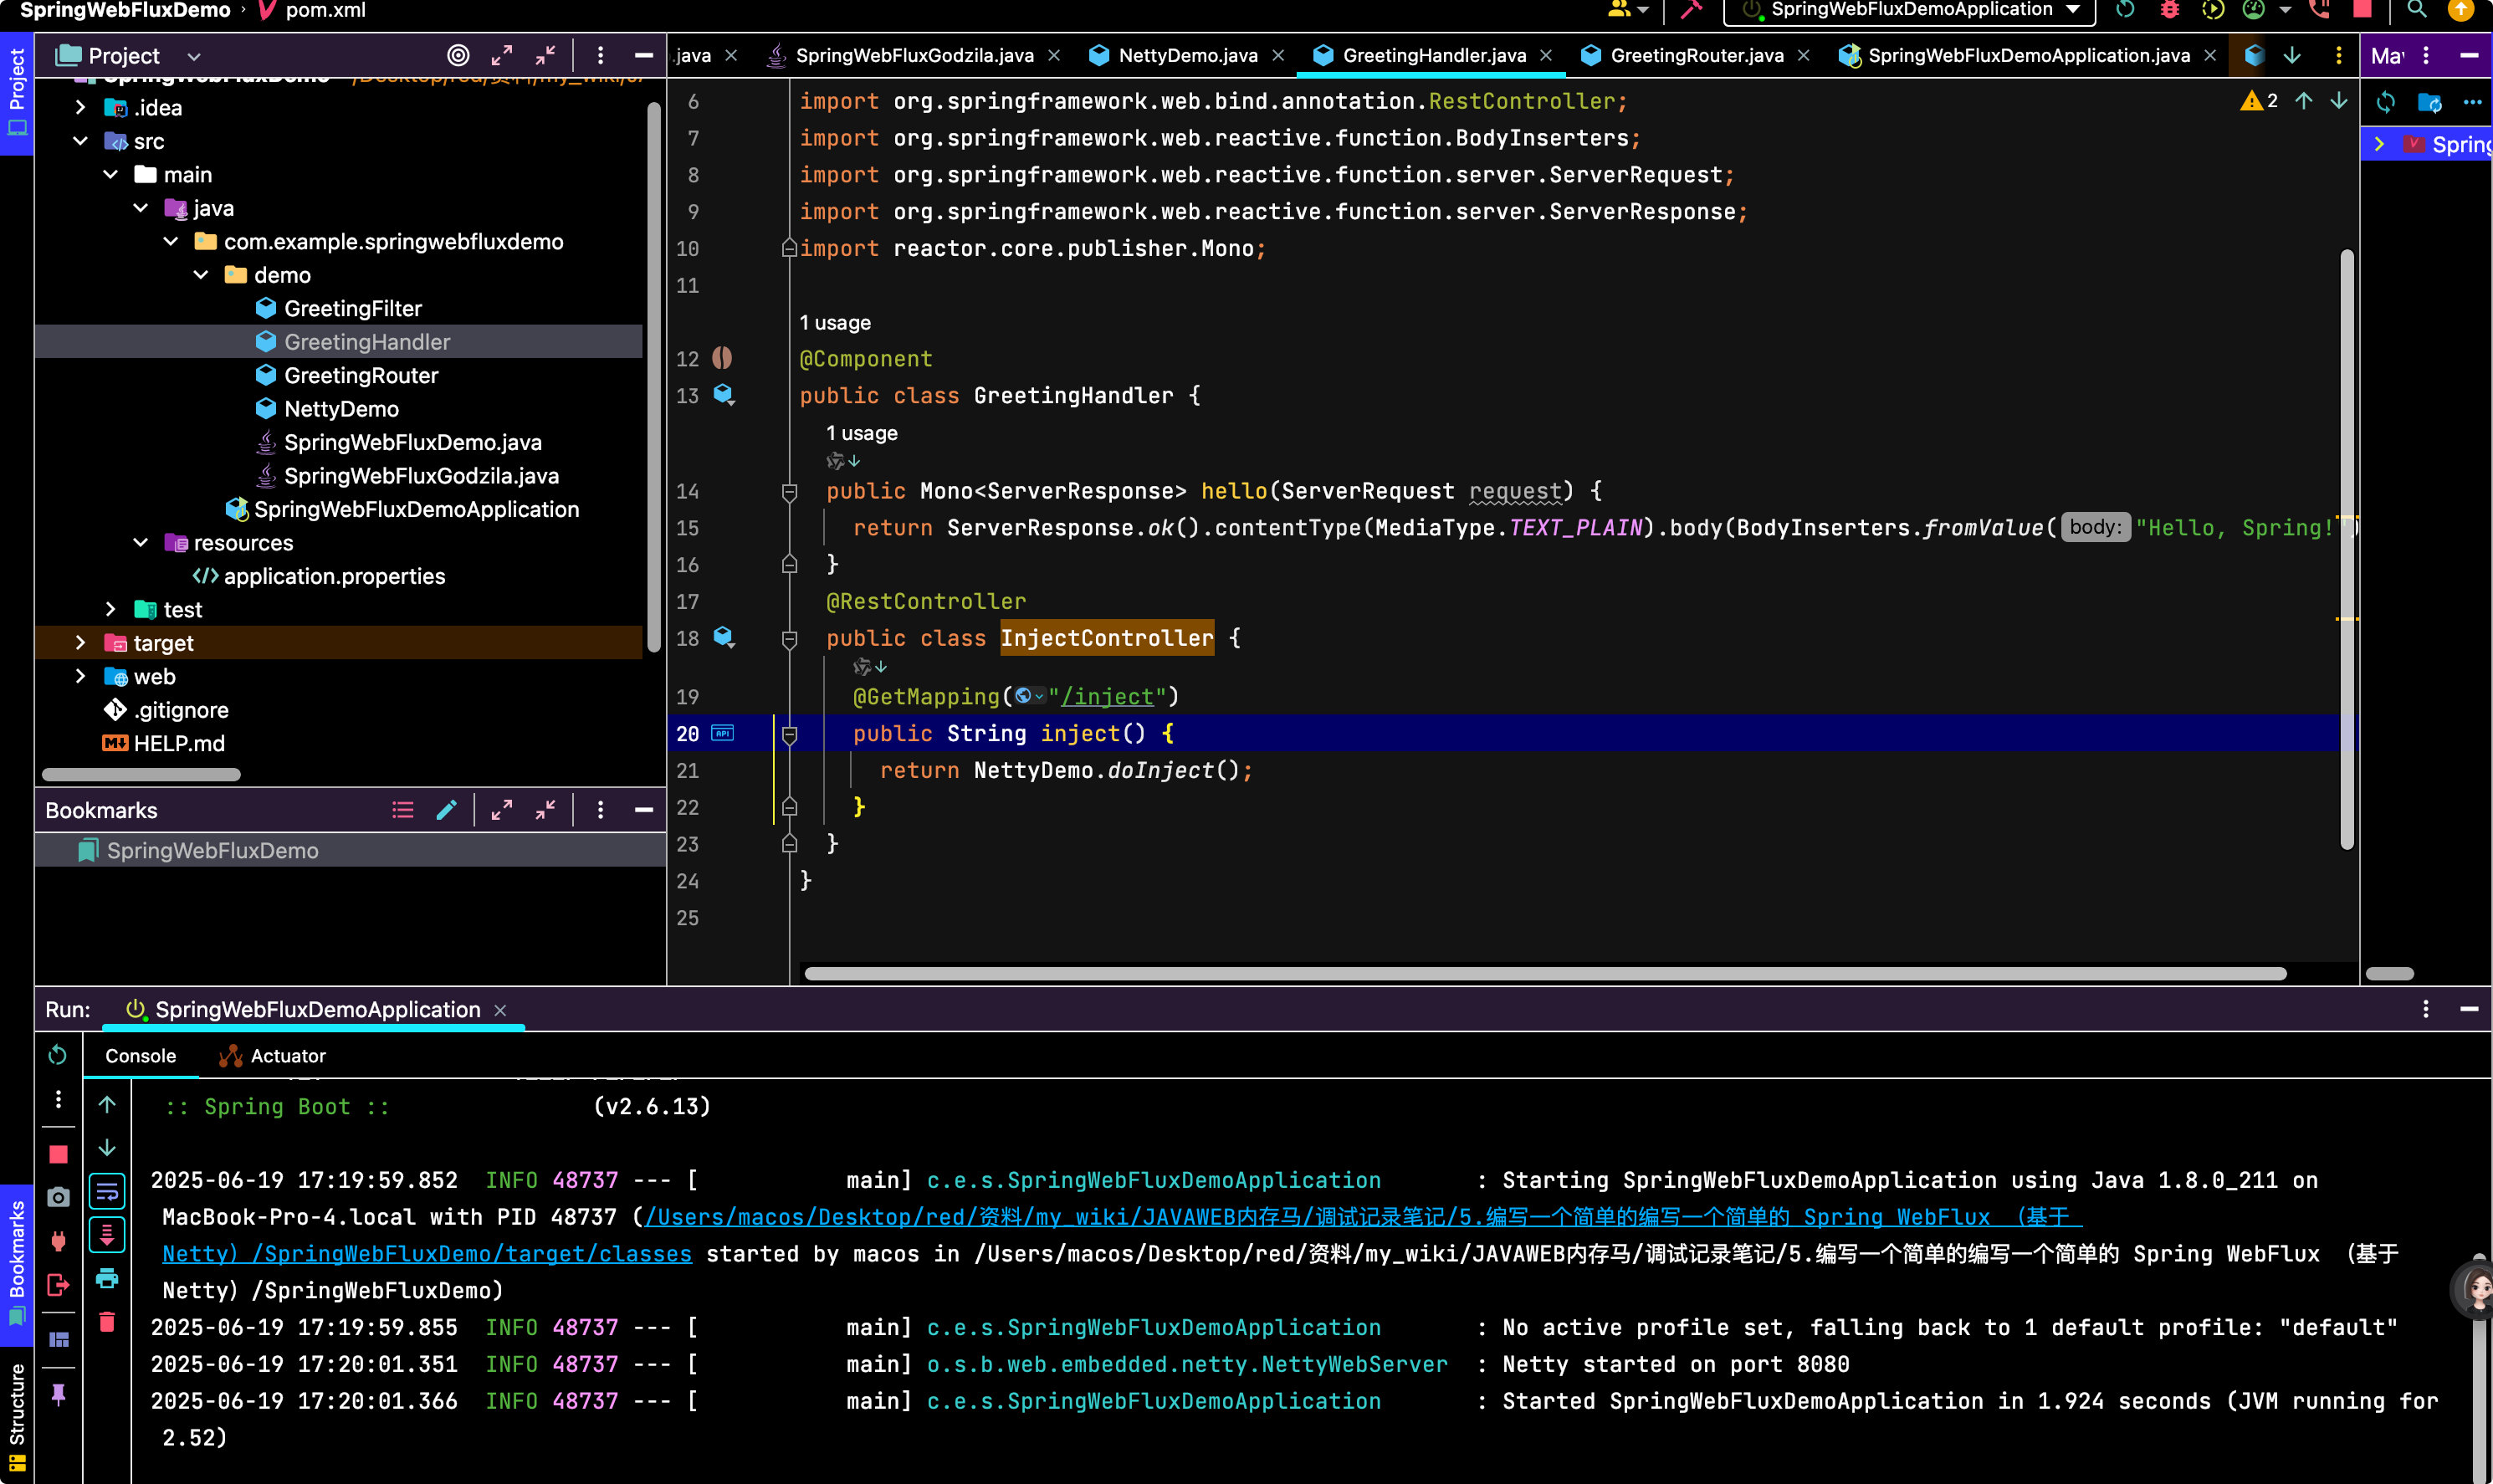 SpringWebFluxDemo › pom.xml
SpringWebFluxDemoApplication
Project
Project
.java
SpringWebFluxGodzila.java
NettyDemo.java
GreetingHandler.java
GreetingRouter.java
SpringWebFluxDemoApplication.java
Ma
SpringWebFluxDemo
.idea
src
main
java
com.example.springwebfluxdemo
demo
GreetingFilter
GreetingHandler
GreetingRouter
NettyDemo
SpringWebFluxDemo.java
SpringWebFluxGodzila.java
SpringWebFluxDemoApplication
resources
application.properties
test
target
web
.gitignore
HELP.md
Bookmarks
SpringWebFluxDemo
2
Spring
6 import org.springframework.web.bind.annotation.RestController;
7 import org.springframework.web.reactive.function.BodyInserters;
8 import org.springframework.web.reactive.function.server.ServerRequest;
9 import org.springframework.web.reactive.function.server.ServerResponse;
10 import reactor.core.publisher.Mono;
11
1 usage
12 @Component
13 public class GreetingHandler {
1 usage
14 public Mono<ServerResponse> hello(ServerRequest request) {
15 return ServerResponse.ok().contentType(MediaType.TEXT_PLAIN).body(BodyInserters.fromValue( body: "Hello, Spring!")
16 }
17 @RestController
18 public class InjectController {
19 @GetMapping("/inject")
20 API public String inject() {
21 return NettyDemo.doInject();
22 }
23 }
24 }
25
Run: SpringWebFluxDemoApplication
Console Actuator
:: Spring Boot :: (v2.6.13)
2025-06-19 17:19:59.852 INFO 48737 --- [ main] c.e.s.SpringWebFluxDemoApplication : Starting SpringWebFluxDemoApplication using Java 1.8.0_211 on
MacBook-Pro-4.local with PID 48737 (/Users/macos/Desktop/red/资料/my_wiki/JAVAWEB内存马/调试记录笔记/5.编写一个简单的编写一个简单的 Spring WebFlux （基于
Netty）/SpringWebFluxDemo/target/classes started by macos in /Users/macos/Desktop/red/资料/my_wiki/JAVAWEB内存马/调试记录笔记/5.编写一个简单的编写一个简单的 Spring WebFlux （基于
Netty）/SpringWebFluxDemo)
2025-06-19 17:19:59.855 INFO 48737 --- [ main] c.e.s.SpringWebFluxDemoApplication : No active profile set, falling back to 1 default profile: "default"
2025-06-19 17:20:01.351 INFO 48737 --- [ main] o.s.b.web.embedded.netty.NettyWebServer : Netty started on port 8080
2025-06-19 17:20:01.366 INFO 48737 --- [ main] c.e.s.SpringWebFluxDemoApplication : Started SpringWebFluxDemoApplication in 1.924 seconds (JVM running for
2.52)
Bookmarks
Structure